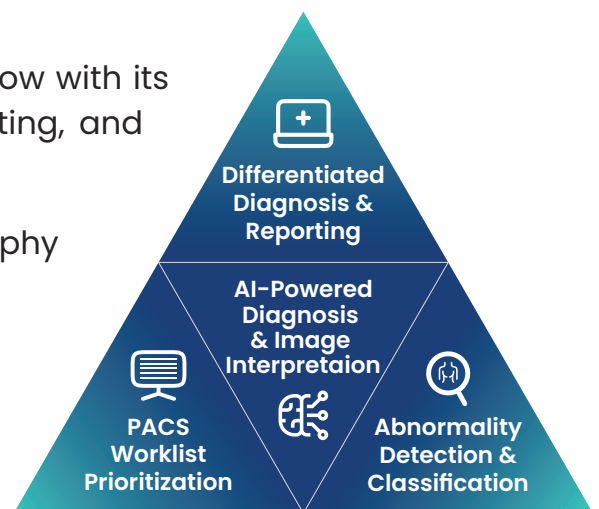 ow with its
ting, and
phy
Differentiated
Diagnosis &
Reporting
AI-Powered
Diagnosis
& Image
Interpretaion
PACS
Worklist
Prioritization
Abnormality
Detection &
Classification